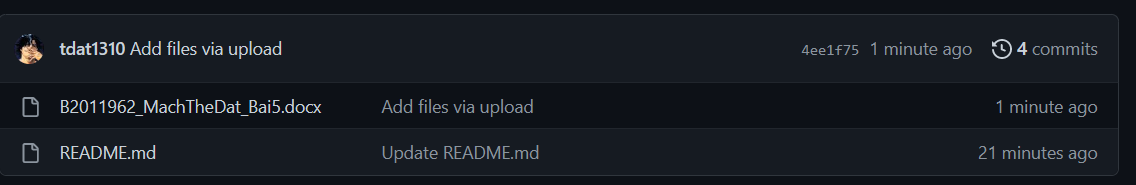 tdat1310 Add files via upload 4ee1f75 1 minute ago 4 commits
B2011962_MachTheDat_Bai5.docx Add files via upload 1 minute ago
README.md Update README.md 21 minutes ago